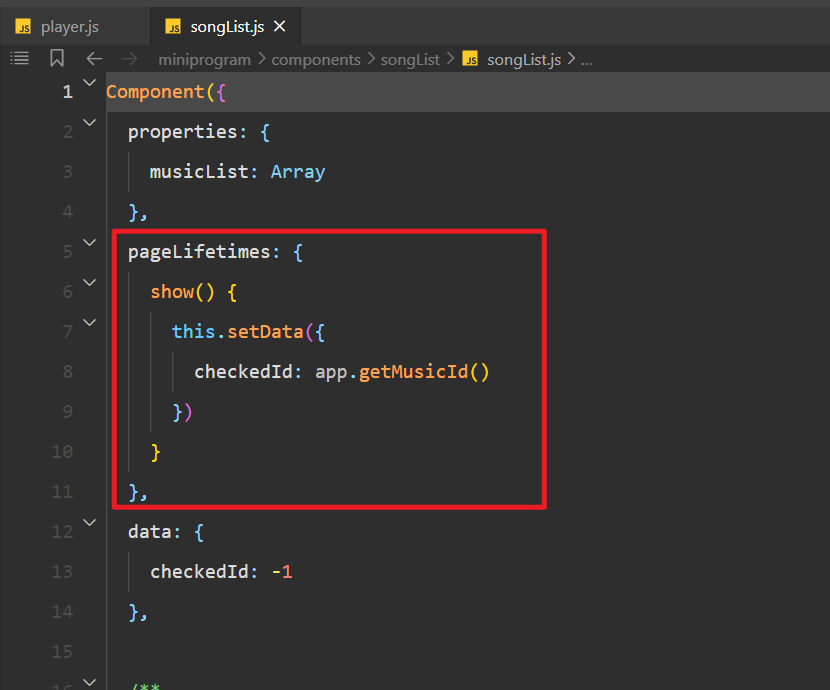 JS player.js JS songList.js
miniprogram > components > songList > JS songList.js > ...
1 Component({
2 properties: {
3 musicList: Array
4 },
5 pageLifetimes: {
6 show() {
7 this.setData({
8 checkedId: app.getMusicId()
9 })
10 }
11 },
12 data: {
13 checkedId: -1
14 },
15
16 /**